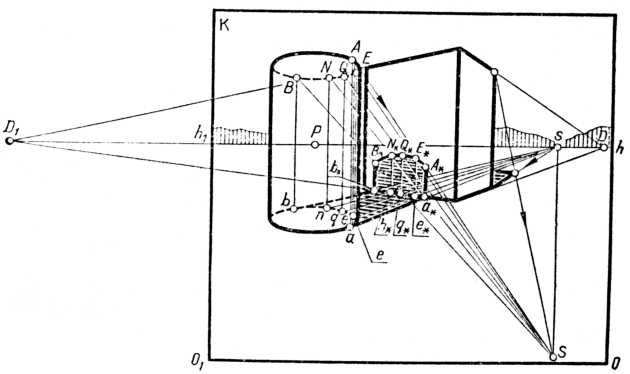 K
A E
B N Q
D₁ h₁ P S D h
B* N* Q* E* A*
b*
b n q e a a*
h* q* e*
e
S
O₁ O